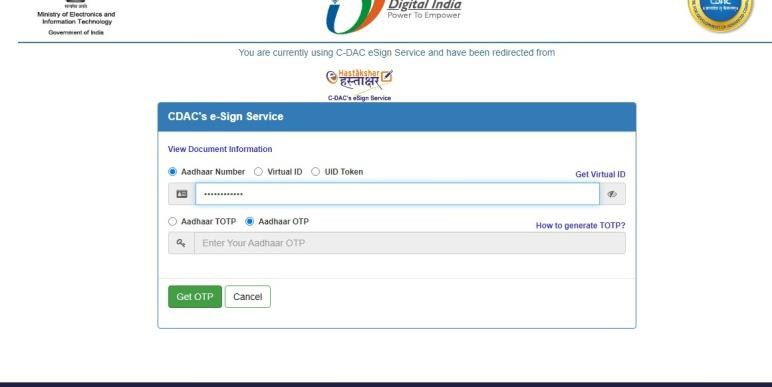 Ministry of Electronics and
Information Technology
Government of India
Digital India
Power To Empower
CDAC
You are currently using C-DAC eSign Service and have been redirected from
Hastākshar
हस्ताक्षर
C-DAC's eSign Service
CDAC's e-Sign Service
View Document Information
Aadhaar Number Virtual ID UID Token
Get Virtual ID
••••••••••••
Aadhaar TOTP Aadhaar OTP
How to generate TOTP?
Enter Your Aadhaar OTP
Get OTP Cancel